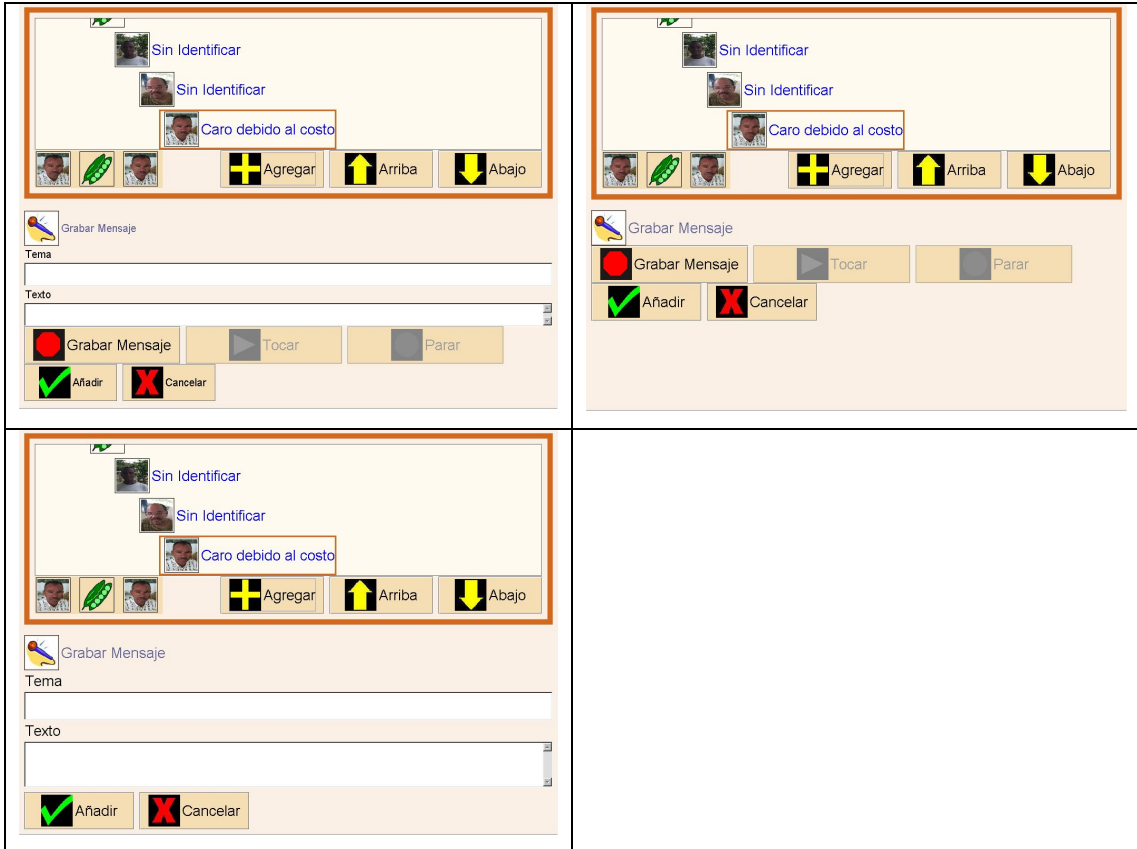 Sin Identificar
Sin Identificar
Caro debido al costo
Agregar Arriba Abajo
Grabar Mensaje
Tema
Texto
Grabar Mensaje Tocar Parar
Añadir Cancelar
Sin Identificar
Sin Identificar
Caro debido al costo
Agregar Arriba Abajo
Grabar Mensaje
Grabar Mensaje Tocar Parar
Añadir Cancelar
Sin Identificar
Sin Identificar
Caro debido al costo
Agregar Arriba Abajo
Grabar Mensaje
Tema
Texto
Añadir Cancelar